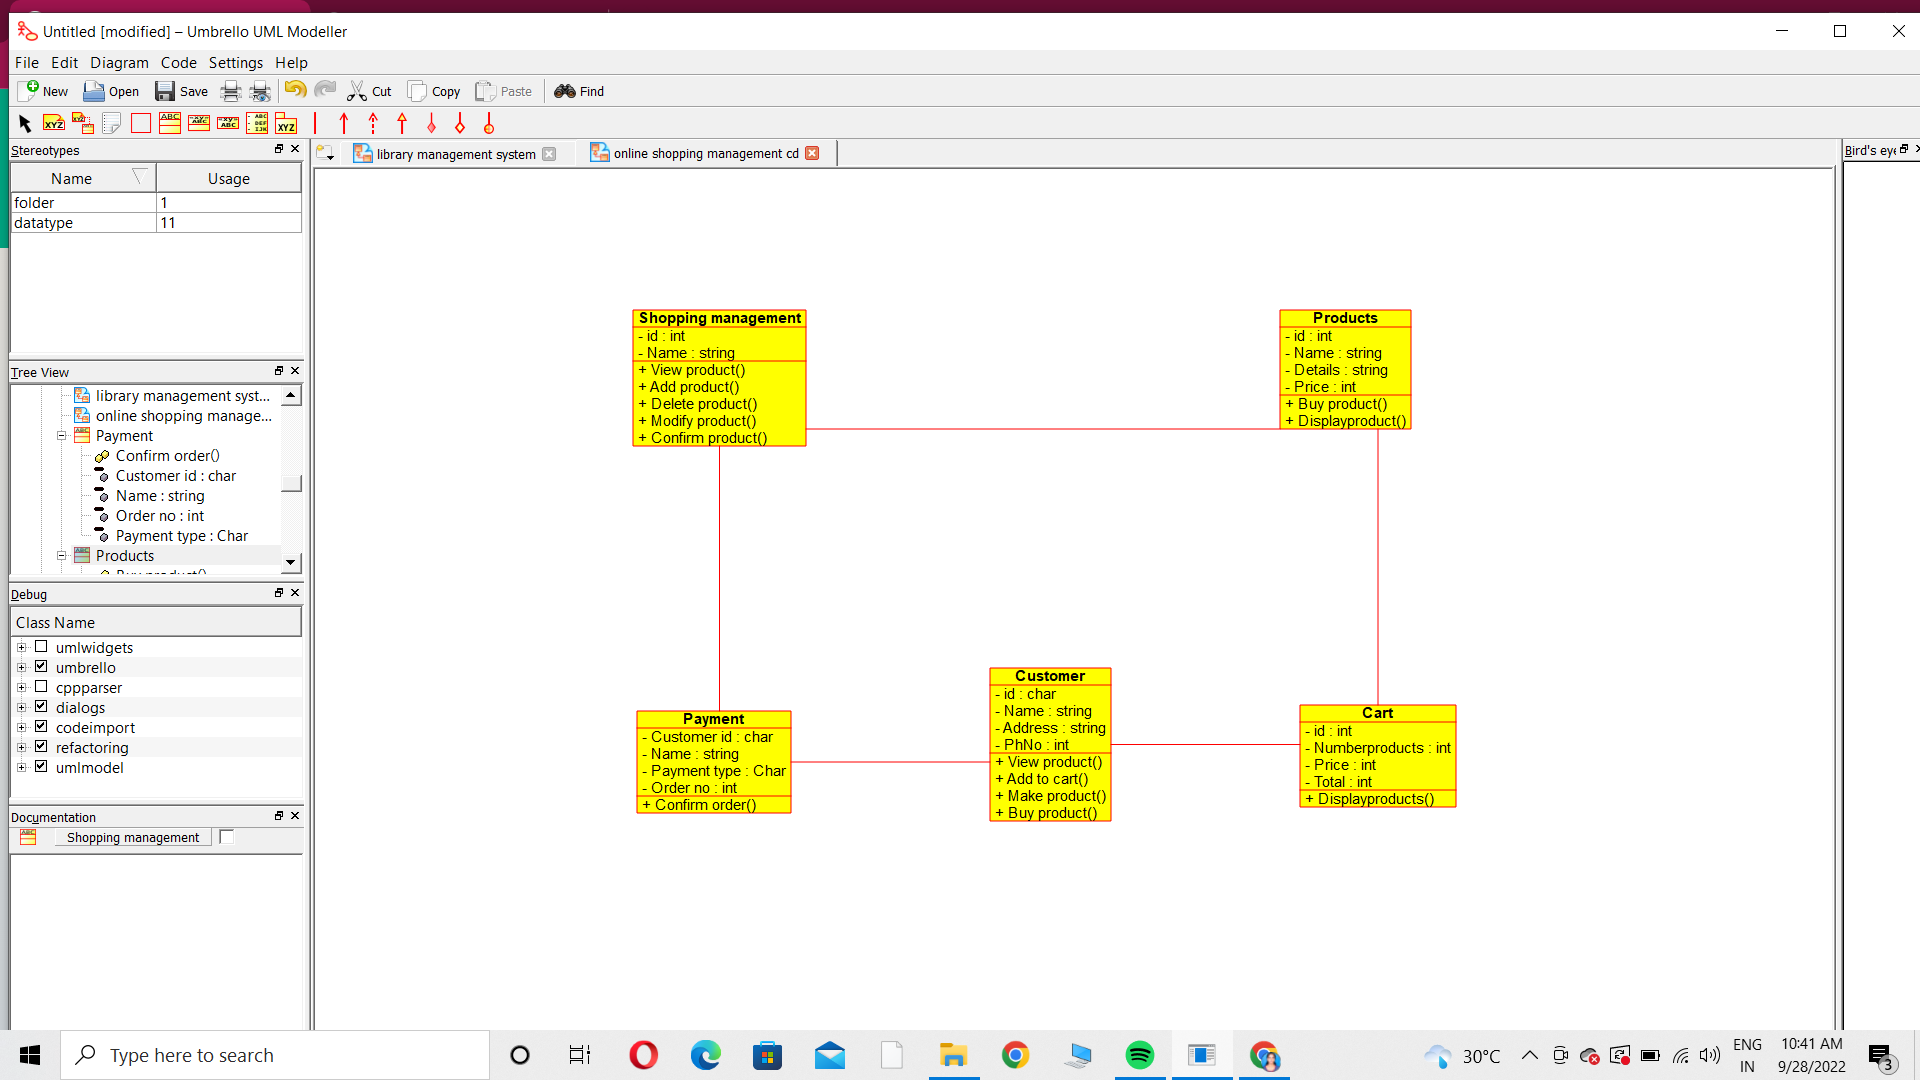 Untitled [modified] – Umbrello UML Modeller
File Edit Diagram Code Settings Help
New Open Save Cut Copy Paste Find
Stereotypes
Name Usage
folder 1
datatype 11
Tree View
library management syst...
online shopping manage...
Payment
Confirm order()
Customer id : char
Name : string
Order no : int
Payment type : Char
Products
Buy product()
Debug
Class Name
umlwidgets
umbrello
cppparser
dialogs
codeimport
refactoring
umlmodel
Documentation
Shopping management
library management system
online shopping management cd
Bird's eye
Shopping management
- id : int
- Name : string
+ View product()
+ Add product()
+ Delete product()
+ Modify product()
+ Confirm product()
Products
- id : int
- Name : string
- Details : string
- Price : int
+ Buy product()
+ Displayproduct()
Payment
- Customer id : char
- Name : string
- Payment type : Char
- Order no : int
+ Confirm order()
Customer
- id : char
- Name : string
- Address : string
- PhNo : int
+ View product()
+ Add to cart()
+ Make product()
+ Buy product()
Cart
- id : int
- Numberproducts : int
- Price : int
- Total : int
+ Displayproducts()
Type here to search
30°C
ENG
IN
10:41 AM
9/28/2022
3